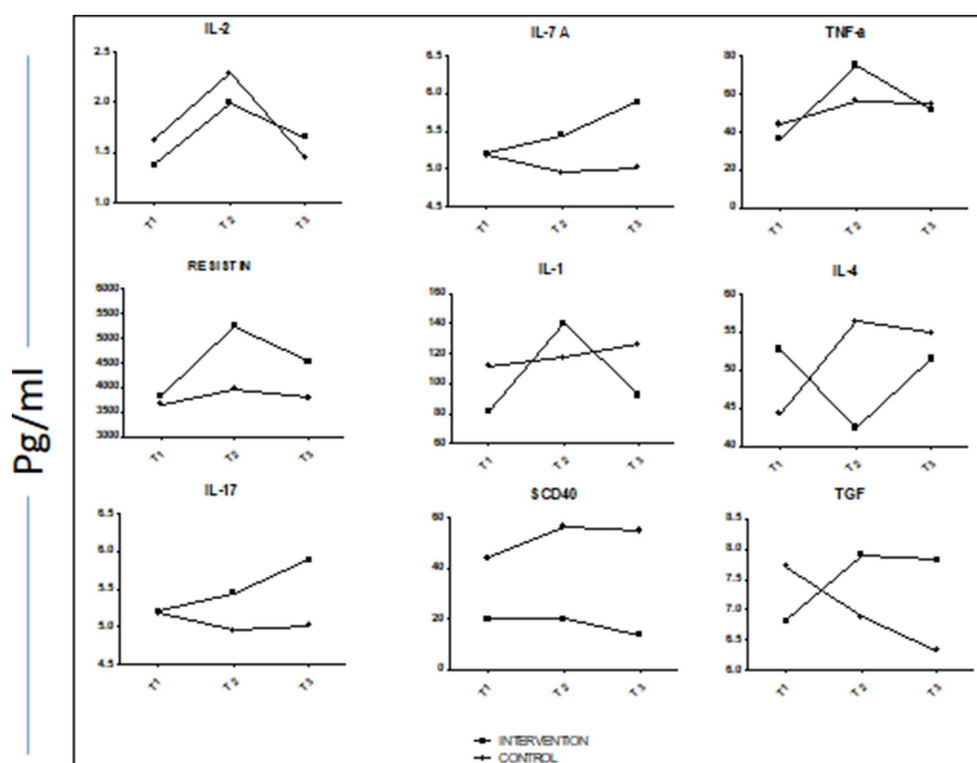 Pg/ml
IL-2
2.5
2.0
1.5
1.0
T1
T2
T3
IL-7 A
6.5
6.0
5.5
5.0
4.5
T1
T2
T3
TNF-a
80
60
40
20
0
T1
T2
T3
RESISTIN
6000
5500
5000
4500
4000
3500
3000
T1
T2
T3
IL-1
160
140
120
100
80
60
T1
T2
T3
IL-4
60
55
50
45
40
T1
T2
T3
IL-17
6.5
6.0
5.5
5.0
4.5
T1
T2
T3
SCD40
60
40
20
0
T1
T2
T3
TGF
8.5
8.0
7.5
7.0
6.5
6.0
T1
T2
T3
INTERVENTION
CONTROL